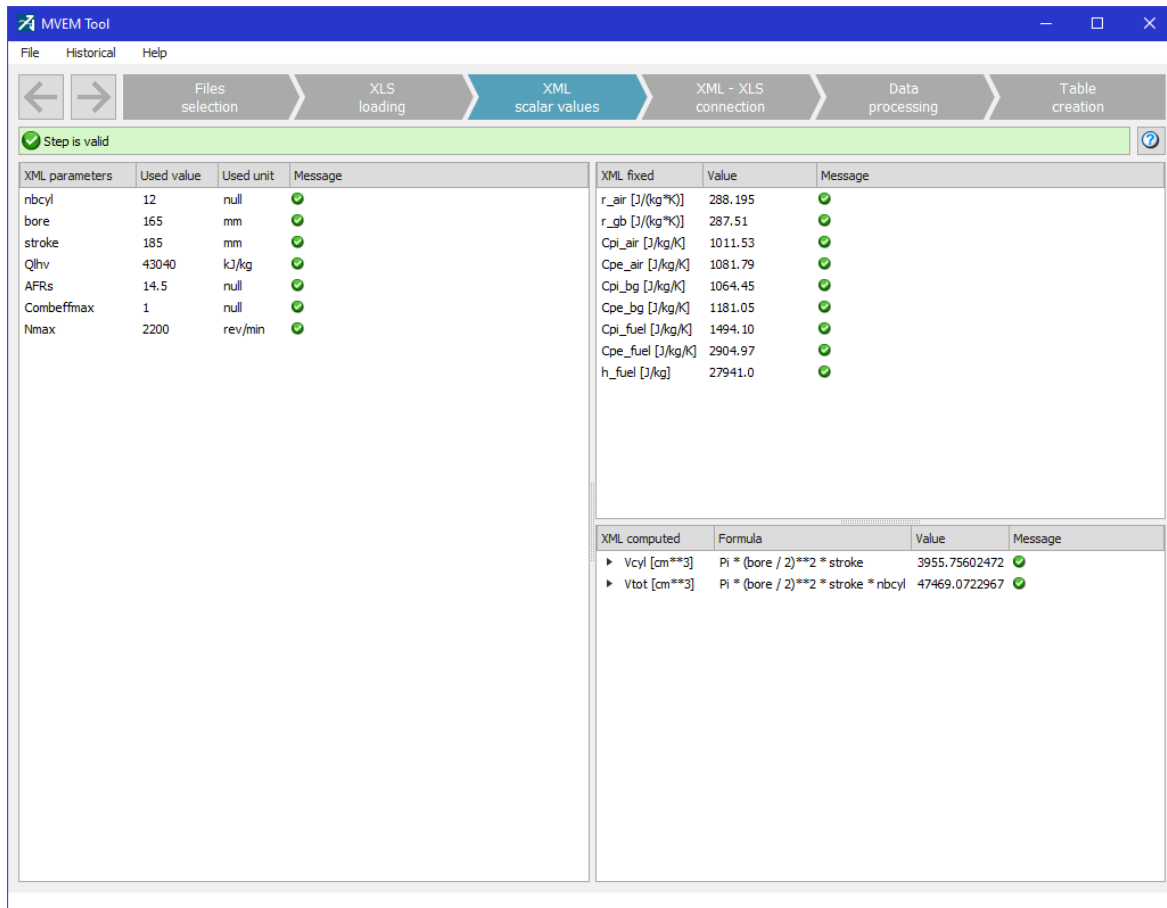 MVEM Tool
File Historical Help
Files selection
XLS loading
XML scalar values
XML - XLS connection
Data processing
Table creation
Step is valid
XML parameters Used value Used unit Message
nbcyl 12 null
bore 165 mm
stroke 185 mm
Qlhv 43040 kJ/kg
AFRs 14.5 null
Combeffmax 1 null
Nmax 2200 rev/min
XML fixed Value Message
r_air [J/(kg*K)] 288.195
r_gb [J/(kg*K)] 287.51
Cpi_air [J/kg/K] 1011.53
Cpe_air [J/kg/K] 1081.79
Cpi_bg [J/kg/K] 1064.45
Cpe_bg [J/kg/K] 1181.05
Cpi_fuel [J/kg/K] 1494.10
Cpe_fuel [J/kg/K] 2904.97
h_fuel [J/kg] 27941.0
XML computed Formula Value Message
Vcyl [cm**3] Pi * (bore / 2)**2 * stroke 3955.75602472
Vtot [cm**3] Pi * (bore / 2)**2 * stroke * nbcyl 47469.0722967